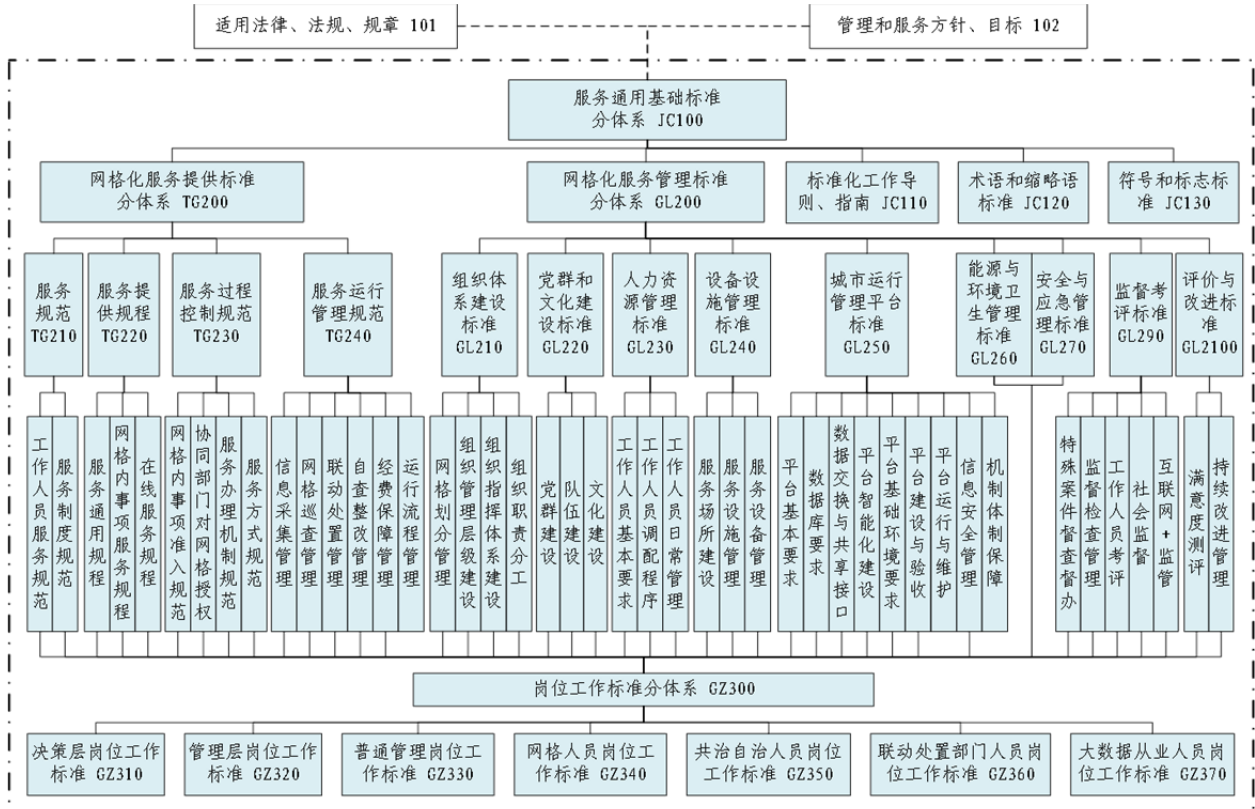 适用法律、法规、规章 101
管理和服务方针、目标 102
服务通用基础标准
分体系 JC100
网格化服务提供标准
分体系 TG200
网格化服务管理标准
分体系 GL200
标准化工作导
则、指南 JC110
术语和缩略语
标准 JC120
符号和标志标
准 JC130
服务
规范
TG210
服务提
供规程
TG220
服务过程
控制规范
TG230
服务运行
管理规范
TG240
组织体
系建设
标准
GL210
党群和
文化建
设标准
GL220
人力资
源管理
标准
GL230
设备设
施管理
标准
GL240
城市运行
管理平台
标准
GL250
能源与
环境卫
生管理
标准
GL260
安全与
应急管
理标准
GL270
监督考
评标准
GL290
评价与
改进标
准
GL2100
工作人员服务规范
服务制度规范
服务通用规程
网格内事项服务规程
在线服务规程
网格内事项准入规范
协同部门对网格授权
服务办理机制规范
服务方式规范
信息采集管理
网格巡查管理
联动处置管理
自查整改管理
经费保障管理
运行流程管理
网格划分管理
组织管理层级建设
组织指挥体系建设
组织职责分工
党群建设
队伍建设
文化建设
工作人员基本要求
工作人员调配程序
工作人员日常管理
服务场所建设
服务设施管理
服务设备管理
平台基本要求
数据库要求
数据交换与共享接口
平台智能化建设
平台基础环境要求
平台建设与验收
平台运行与维护
信息安全管理
机制体制保障
特殊案件督查督办
监督检查管理
工作人员考评
社会监督
互联网+监管
满意度测评
持续改进管理
岗位工作标准分体系 GZ300
决策层岗位工作
标准 GZ310
管理层岗位工作
标准 GZ320
普通管理岗位工
作标准 GZ330
网格人员岗位工
作标准 GZ340
共治自治人员岗位
工作标准 GZ350
联动处置部门人员岗
位工作标准 GZ360
大数据从业人员岗
位工作标准 GZ370